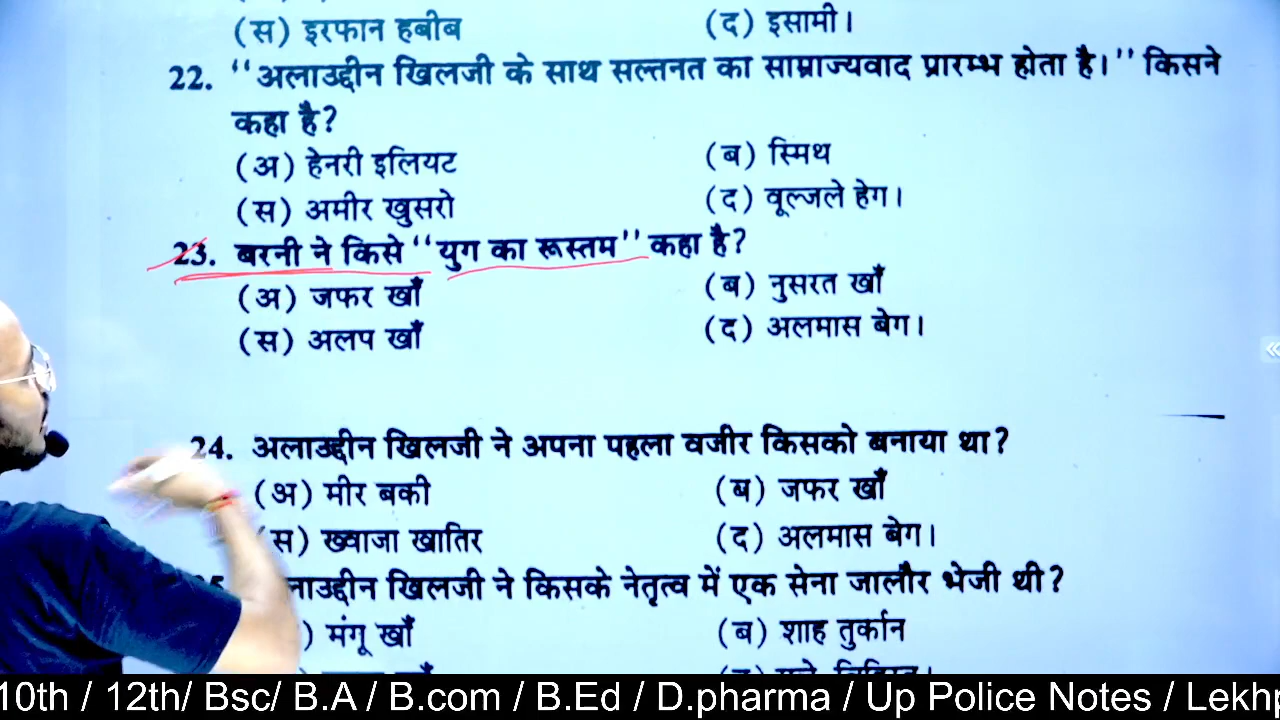 (स) इरफान हबीब (द) इसामी।
22. "अलाउद्दीन खिलजी के साथ सल्तनत का साम्राज्यवाद प्रारम्भ होता है।" किसने
कहा है?
(अ) हेनरी इलियट (ब) स्मिथ
(स) अमीर खुसरो (द) वूल्जले हेग।
23. बरनी ने किसे "युग का रूस्तम" कहा है?
(अ) जफर खाँ (ब) नुसरत खाँ
(स) अलप खाँ (द) अलमास बेग।
24. अलाउद्दीन खिलजी ने अपना पहला वजीर किसको बनाया था?
(अ) मीर बकी (ब) जफर खाँ
स) ख्वाजा खातिर (द) अलमास बेग।
खिलजी ने किसके नेतृत्व में एक सेना जालौर भेजी थी?
) मंगू खाँ (ब) शाह तुर्कान
10th / 12th/ Bsc/ B.A / B.com / B.Ed / D.pharma / Up Police Notes / Lekhp